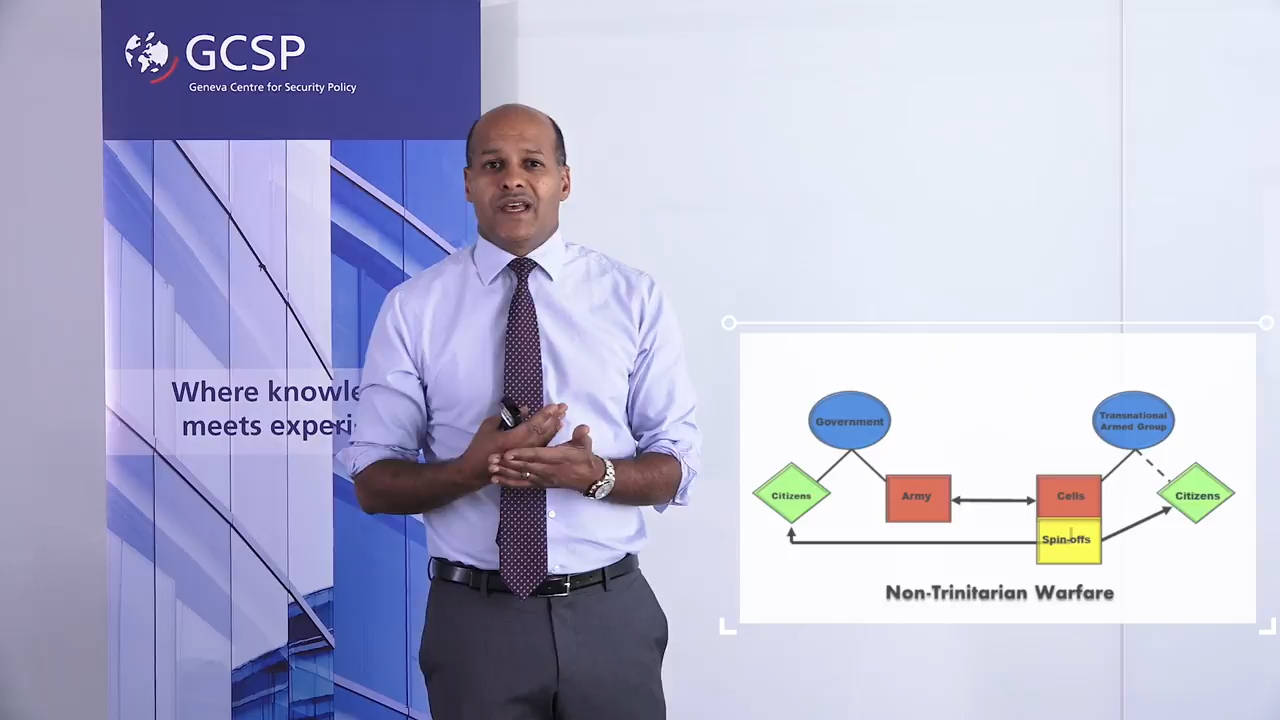 GCSP
Geneva Centre for Security Policy
Where knowle
meets experi
Government
Transnational
Armed Group
Citizens
Army
Cells
Citizens
Spin-offs
Non-Trinitarian Warfare